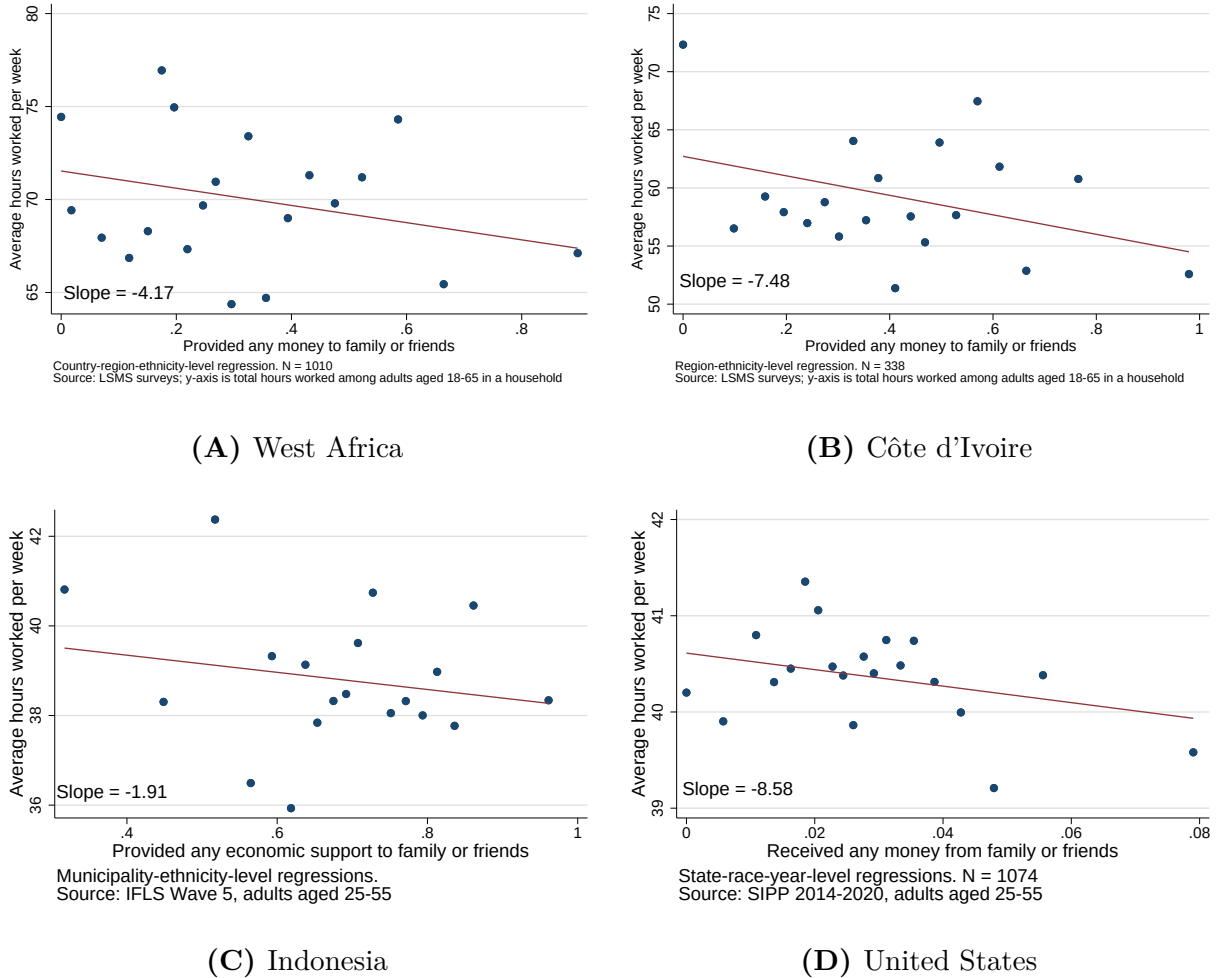 Average hours worked per week
80
75
70
65
Slope = -4.17
0 .2 .4 .6 .8
Provided any money to family or friends
Country-region-ethnicity-level regression. N = 1010
Source: LSMS surveys; y-axis is total hours worked among adults aged 18-65 in a household
(A) West Africa
Average hours worked per week
75
70
65
60
55
50
Slope = -7.48
0 .2 .4 .6 .8 1
Provided any money to family or friends
Region-ethnicity-level regression. N = 338
Source: LSMS surveys; y-axis is total hours worked among adults aged 18-65 in a household
(B) Côte d'Ivoire
Average hours worked per week
42
40
38
36
Slope = -1.91
.4 .6 .8 1
Provided any economic support to family or friends
Municipality-ethnicity-level regressions.
Source: IFLS Wave 5, adults aged 25-55
(C) Indonesia
Average hours worked per week
42
41
40
39
Slope = -8.58
0 .02 .04 .06 .08
Received any money from family or friends
State-race-year-level regressions. N = 1074
Source: SIPP 2014-2020, adults aged 25-55
(D) United States